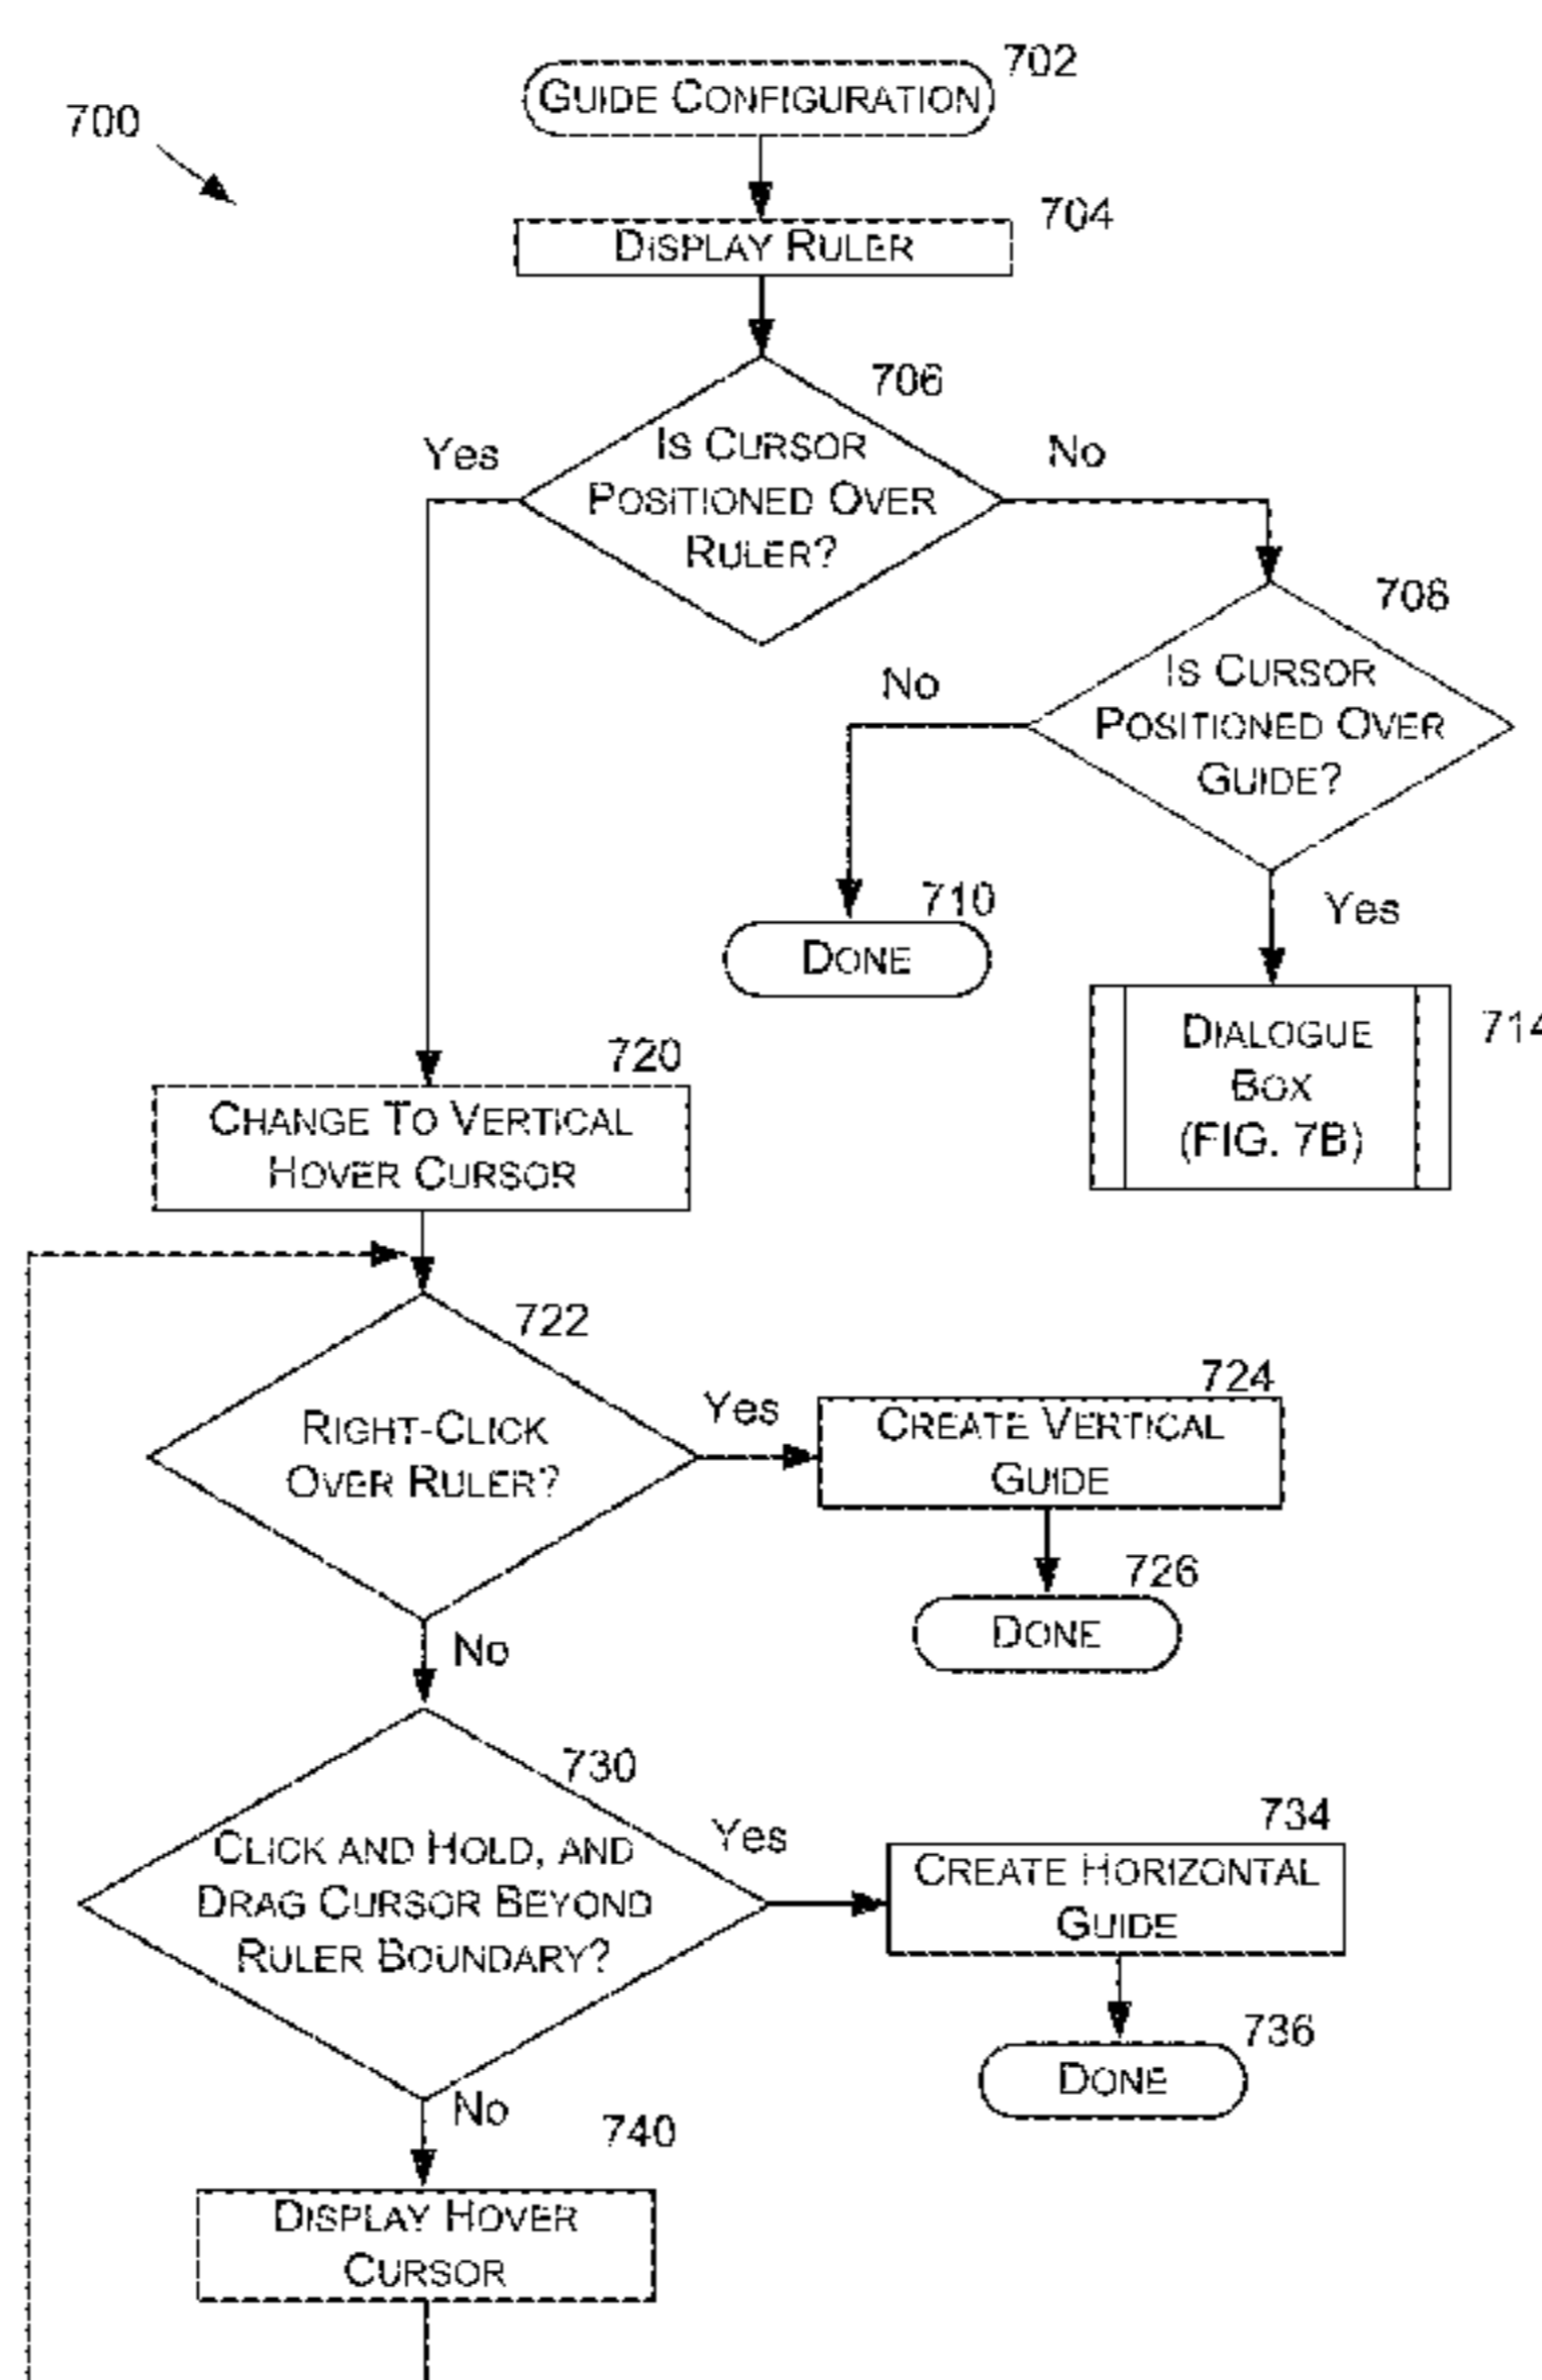 702
GUIDE CONFIGURATION
700
704
DISPLAY RULER
706
Yes
IS CURSOR
POSITIONED OVER
RULER?
No
708
No
IS CURSOR
POSITIONED OVER
GUIDE?
710
Yes
DONE
714
DIALOGUE
BOX
(FIG. 7B)
720
CHANGE TO VERTICAL
HOVER CURSOR
722
RIGHT-CLICK
OVER RULER?
Yes
724
CREATE VERTICAL
GUIDE
726
DONE
No
730
CLICK AND HOLD, AND
DRAG CURSOR BEYOND
RULER BOUNDARY?
Yes
734
CREATE HORIZONTAL
GUIDE
736
DONE
No
740
DISPLAY HOVER
CURSOR